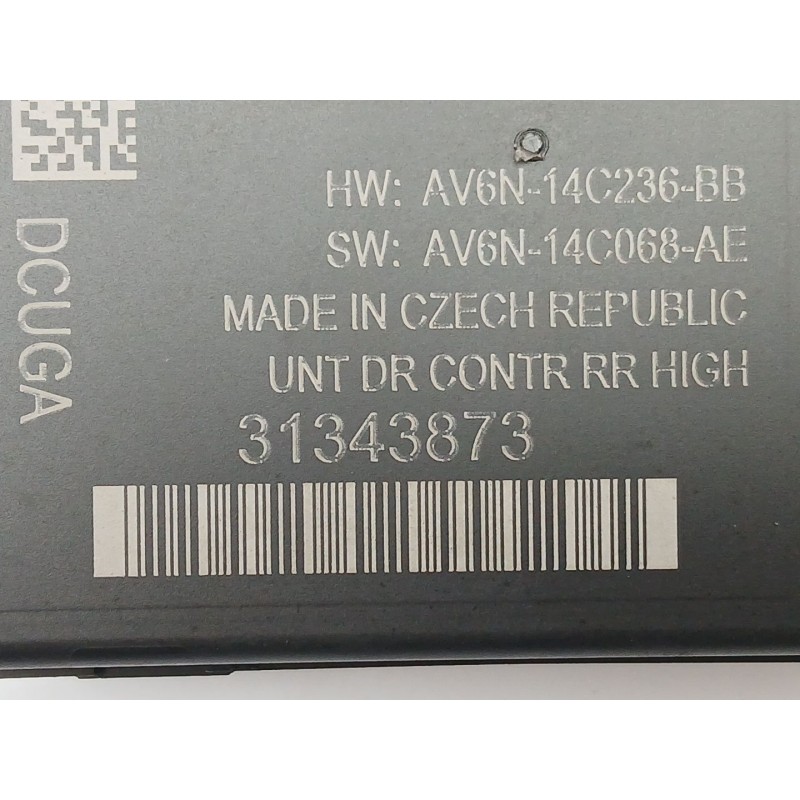 HW: AV6N-14C236-BB
SW: AV6N-14C068-AE
MADE IN CZECH REPUBLIC
UNT DR CONTR RR HIGH
31343873
DCUGA